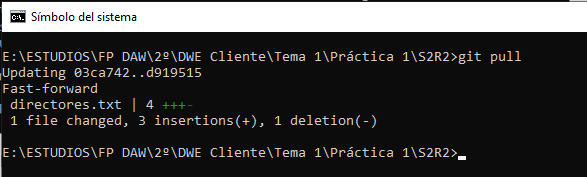 Símbolo del sistema
E:\ESTUDIOS\FP DAW\2º\DWE Cliente\Tema 1\Práctica 1\S2R2>git pull
Updating 03ca742..d919515
Fast-forward
 directores.txt | 4 +++-
 1 file changed, 3 insertions(+), 1 deletion(-)
E:\ESTUDIOS\FP DAW\2º\DWE Cliente\Tema 1\Práctica 1\S2R2>